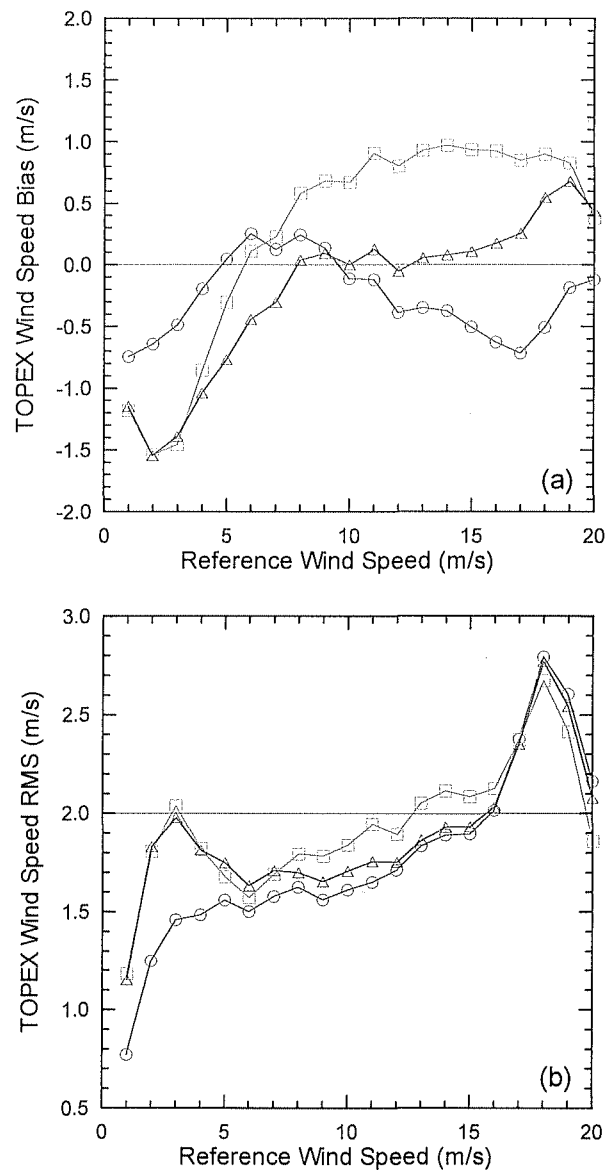 2.0
1.5
1.0
0.5
0.0
-0.5
-1.0
-1.5
-2.0
TOPEX Wind Speed Bias (m/s)
(a)
0 5 10 15 20
Reference Wind Speed (m/s)
3.0
2.5
2.0
1.5
1.0
0.5
TOPEX Wind Speed RMS (m/s)
(b)
0 5 10 15 20
Reference Wind Speed (m/s)